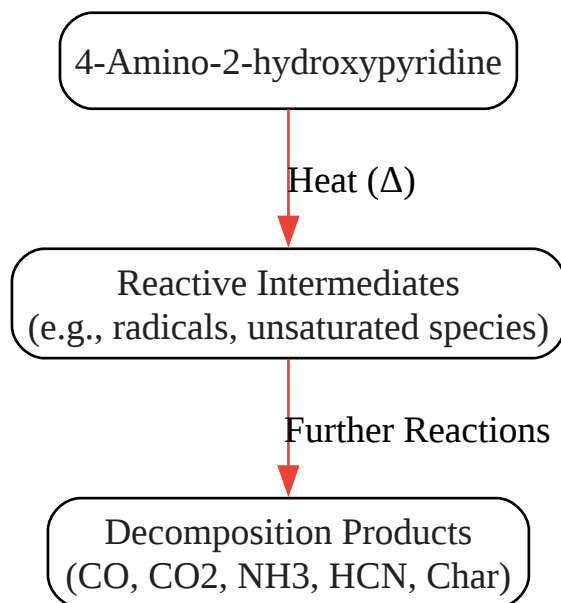 4-Amino-2-hydroxypyridine
Heat (Δ)
Reactive Intermediates
(e.g., radicals, unsaturated species)
Further Reactions
Decomposition Products
(CO, CO2, NH3, HCN, Char)